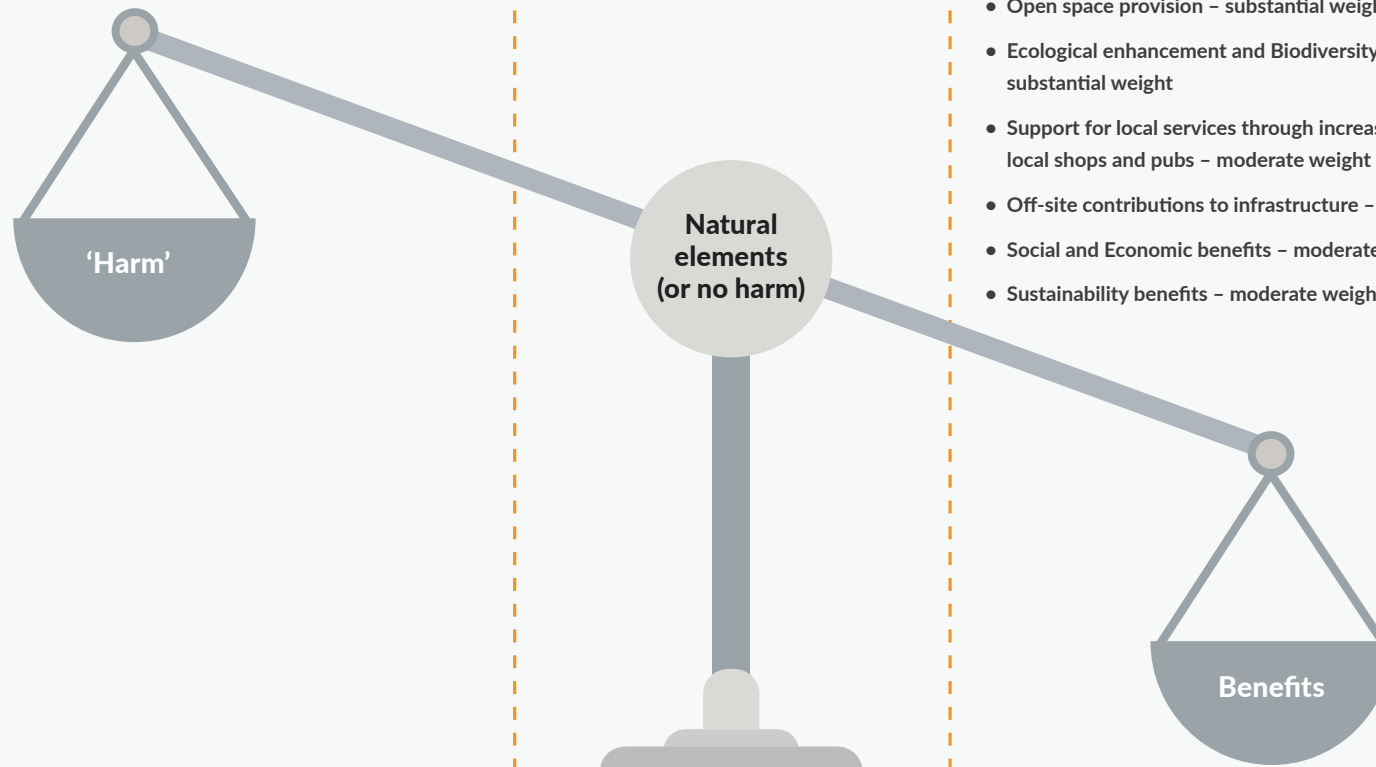 • Open space provision – substantial
• Ecological enhancement and Biodiversity
substantial weight
• Support for local services through
local shops and pubs – moderate weight
• Off-site contributions to infrastructure –
• Social and Economic benefits – moderate
• Sustainability benefits – moderate
Natural
elements
(or no harm)
‘Harm’
Benefits